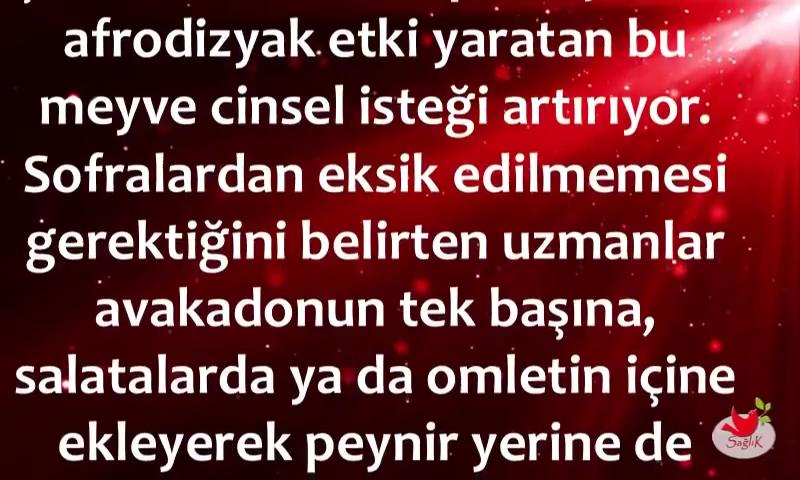 afrodizyak etki yaratan bu
meyve cinsel isteği artırıyor.
Sofralardan eksik edilmemesi
gerektiğini belirten uzmanlar
avakadonun tek başına,
salatalarda ya da omletin içine
ekleyerek peynir yerine de
SağlıK